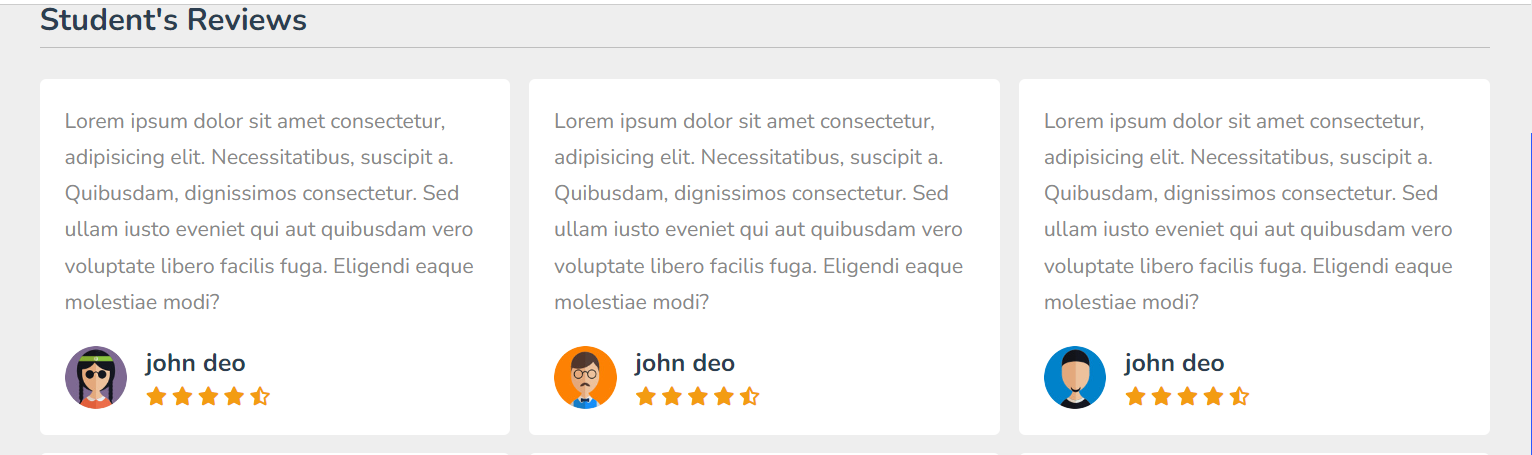 Student's Reviews
Lorem ipsum dolor sit amet consectetur,
adipisicing elit. Necessitatibus, suscipit a.
Quibusdam, dignissimos consectetur. Sed
ullam iusto eveniet qui aut quibusdam vero
voluptate libero facilis fuga. Eligendi eaque
molestiae modi?
john deo
Lorem ipsum dolor sit amet consectetur,
adipisicing elit. Necessitatibus, suscipit a.
Quibusdam, dignissimos consectetur. Sed
ullam iusto eveniet qui aut quibusdam vero
voluptate libero facilis fuga. Eligendi eaque
molestiae modi?
john deo
Lorem ipsum dolor sit amet consectetur,
adipisicing elit. Necessitatibus, suscipit a.
Quibusdam, dignissimos consectetur. Sed
ullam iusto eveniet qui aut quibusdam vero
voluptate libero facilis fuga. Eligendi eaque
molestiae modi?
john deo